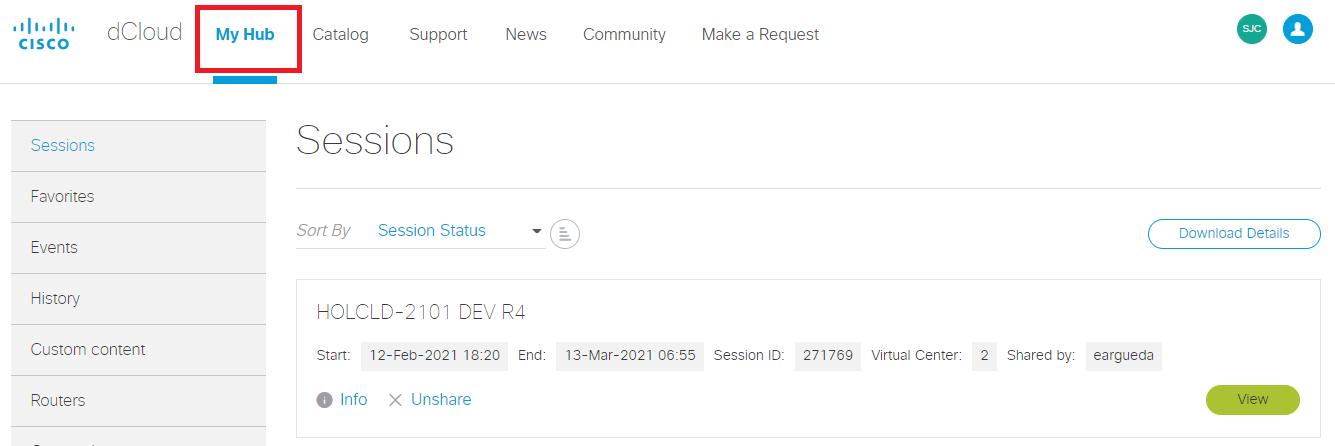 CISCO dCloud My Hub Catalog Support News Community Make a Request SJC
Sessions
Favorites
Events
History
Custom content
Routers
Sessions
Sort By Session Status Download Details
HOLCLD-2101 DEV R4
Start: 12-Feb-2021 18:20 End: 13-Mar-2021 06:55 Session ID: 271769 Virtual Center: 2 Shared by: eargueda
Info Unshare View